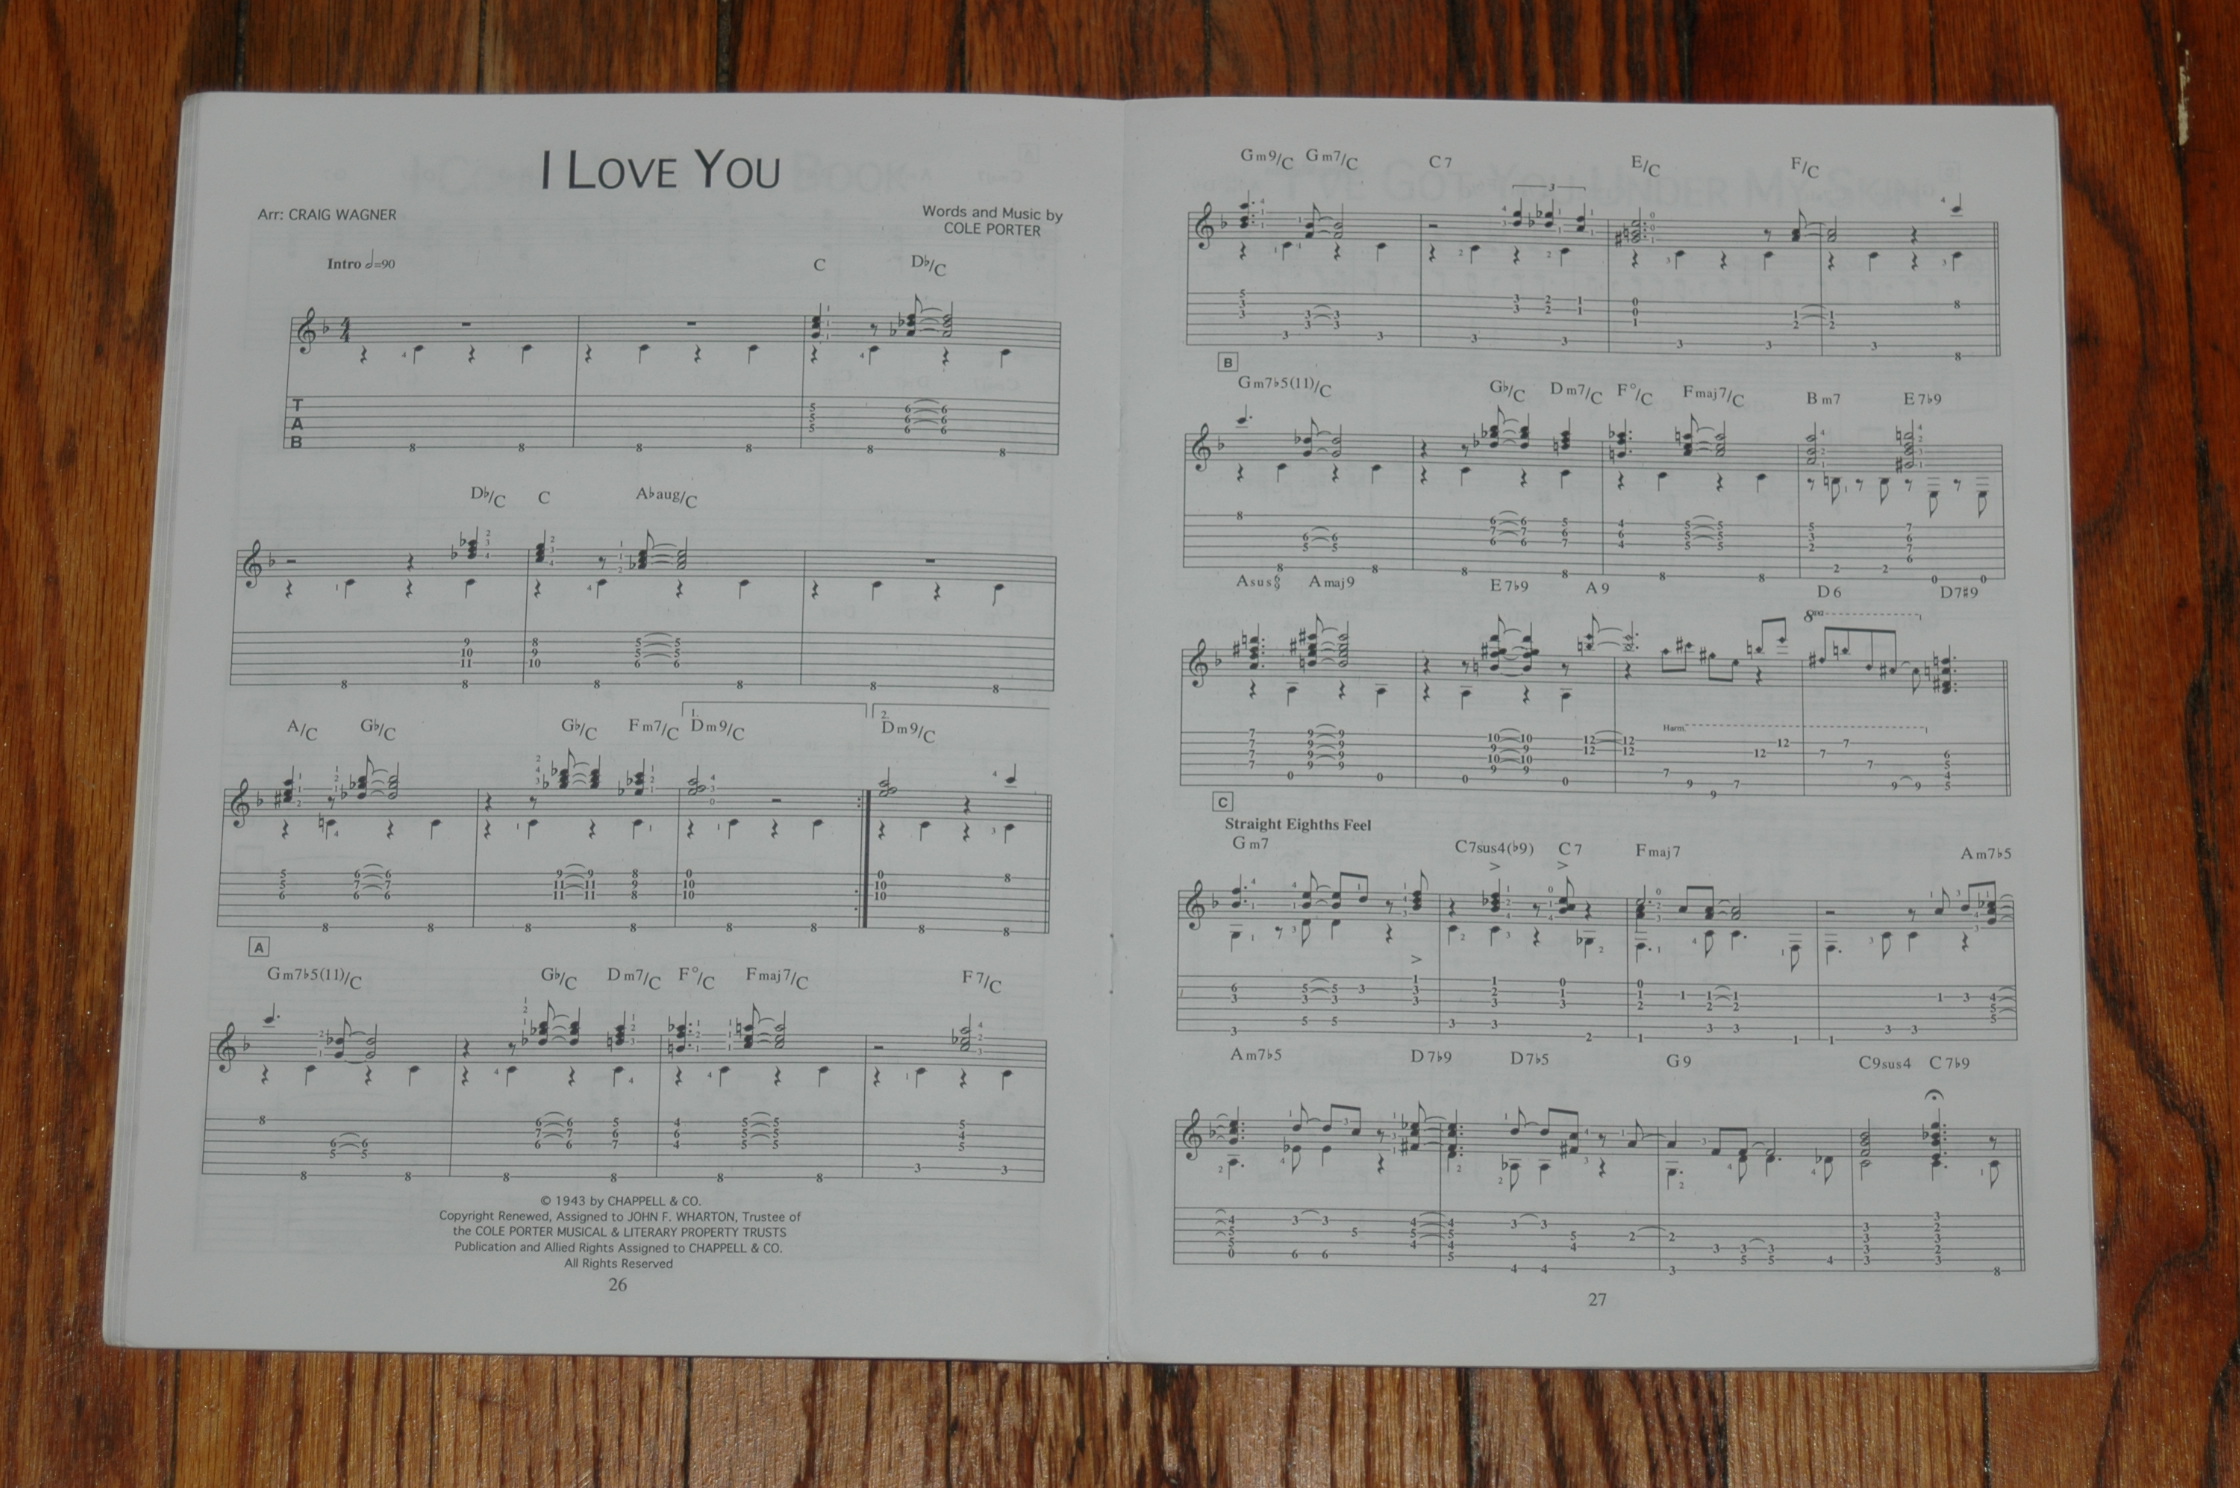 I LOVE YOU
Arr: CRAIG WAGNER
Words and Music by
COLE PORTER
Intro 𝅗𝅥=90
C D♭/C
T
A
B
D♭/C C A♭aug/C
A/C G♭/C G♭/C Fm7/C 1. Dm9/C 2. Dm9/C
A
Gm7♭5(11)/C G♭/C Dm7/C F°/C Fmaj7/C F7/C
© 1943 by CHAPPELL & CO.
Copyright Renewed, Assigned to JOHN F. WHARTON, Trustee of
the COLE PORTER MUSICAL & LITERARY PROPERTY TRUSTS
Publication and Allied Rights Assigned to CHAPPELL & CO.
All Rights Reserved
26
Gm9/C Gm7/C C7 E/C F/C
3
B
Gm7♭5(11)/C G♭/C Dm7/C F°/C Fmaj7/C Bm7 E7♭9
Asus6/9 Amaj9 E7♭9 A9 D6 D7♯9
8va
Harm.
C
Straight Eighths Feel
Gm7 C7sus4(♭9) C7 Fmaj7 Am7♭5
Am7♭5 D7♭9 D7♭5 G9 C9sus4 C7♭9
27